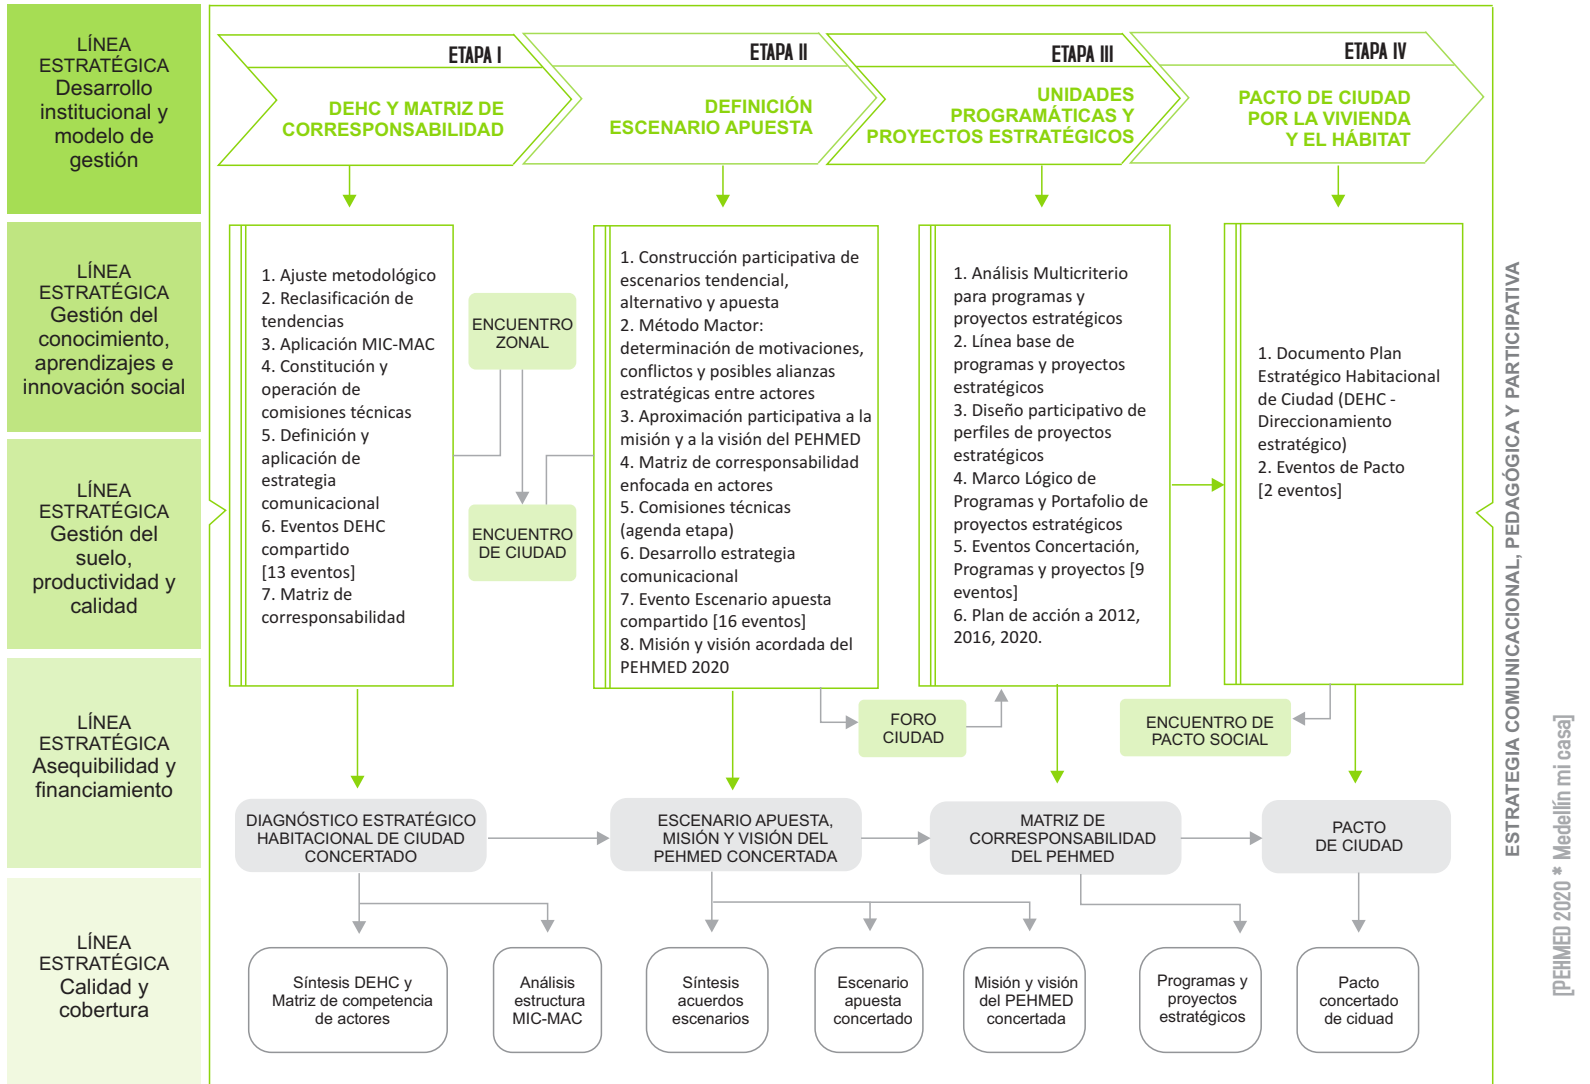 LÍNEA
ESTRATÉGICA
Desarrollo
institucional y
modelo de
gestión
LÍNEA
ESTRATÉGICA
Gestión del
conocimiento,
aprendizajes e
innovación social
LÍNEA
ESTRATÉGICA
Gestión del
suelo,
productividad y
calidad
LÍNEA
ESTRATÉGICA
Asequibilidad y
financiamiento
LÍNEA
ESTRATÉGICA
Calidad y
cobertura
ETAPA I
DEHC Y MATRIZ DE
CORRESPONSABILIDAD
ETAPA II
DEFINICIÓN
ESCENARIO APUESTA
ETAPA III
UNIDADES
PROGRAMÁTICAS Y
PROYECTOS ESTRATÉGICOS
ETAPA IV
PACTO DE CIUDAD
POR LA VIVIENDA
Y EL HÁBITAT
1. Ajuste metodológico
2. Reclasificación de
tendencias
3. Aplicación MIC-MAC
4. Constitución y
operación de
comisiones técnicas
5. Definición y
aplicación de
estrategia
comunicacional
6. Eventos DEHC
compartido
[13 eventos]
7. Matriz de
corresponsabilidad
ENCUENTRO
ZONAL
ENCUENTRO
DE CIUDAD
1. Construcción participativa de
escenarios tendencial,
alternativo y apuesta
2. Método Mactor:
determinación de motivaciones,
conflictos y posibles alianzas
estratégicas entre actores
3. Aproximación participativa a la
misión y a la visión del PEHMED
4. Matriz de corresponsabilidad
enfocada en actores
5. Comisiones técnicas
(agenda etapa)
6. Desarrollo estrategia
comunicacional
7. Evento Escenario apuesta
compartido [16 eventos]
8. Misión y visión acordada del
PEHMED 2020
FORO
CIUDAD
1. Análisis Multicriterio
para programas y
proyectos estratégicos
2. Línea base de
programas y proyectos
estratégicos
3. Diseño participativo de
perfiles de proyectos
estratégicos
4. Marco Lógico de
Programas y Portafolio de
proyectos estratégicos
5. Eventos Concertación,
Programas y proyectos [9
eventos]
6. Plan de acción a 2012,
2016, 2020.
1. Documento Plan
Estratégico Habitacional
de Ciudad (DEHC -
Direccionamiento
estratégico)
2. Eventos de Pacto
[2 eventos]
ENCUENTRO DE
PACTO SOCIAL
DIAGNÓSTICO ESTRATÉGICO
HABITACIONAL DE CIUDAD
CONCERTADO
ESCENARIO APUESTA,
MISIÓN Y VISIÓN DEL
PEHMED CONCERTADA
MATRIZ DE
CORRESPONSABILIDAD
DEL PEHMED
PACTO
DE CIUDAD
Síntesis DEHC y
Matriz de competencia
de actores
Análisis
estructura
MIC-MAC
Síntesis
acuerdos
escenarios
Escenario
apuesta
concertado
Misión y visión
del PEHMED
concertada
Programas y
proyectos
estratégicos
Pacto
concertado
de ciduad
ESTRATEGIA COMUNICACIONAL, PEDAGÓGICA Y PARTICIPATIVA
[PEHMED 2020 * Medellín mi casa]